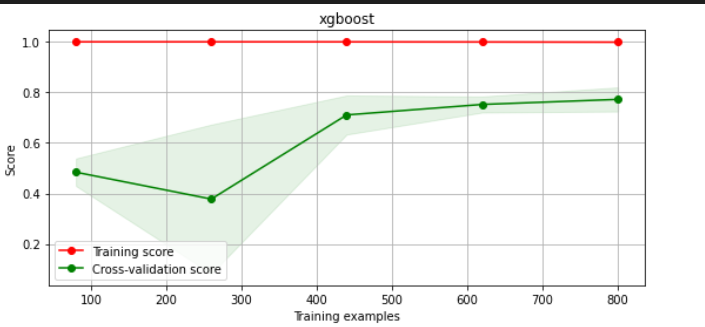 xgboost
1.0
0.8
0.6
0.4
0.2
Score
Training score
Cross-validation score
100 200 300 400 500 600 700 800
Training examples